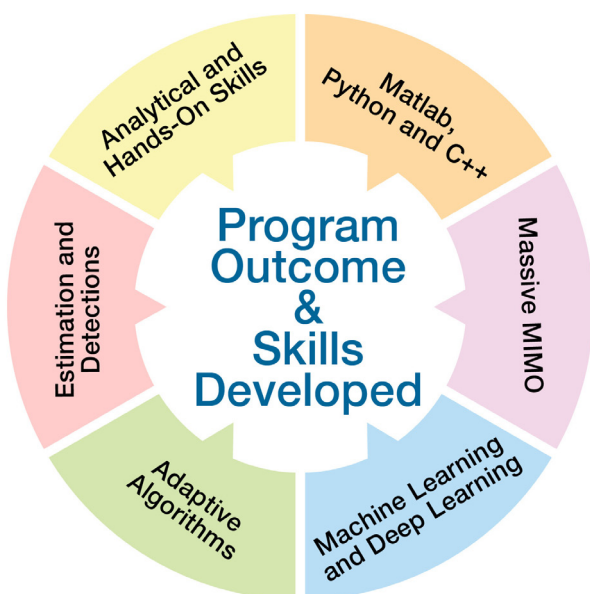 Program
Outcome
&
Skills
Developed
Analytical and
Hands-On Skills
Matlab,
Python and C++
Massive MIMO
Machine Learning
and Deep Learning
Adaptive
Algorithms
Estimation and
Detections